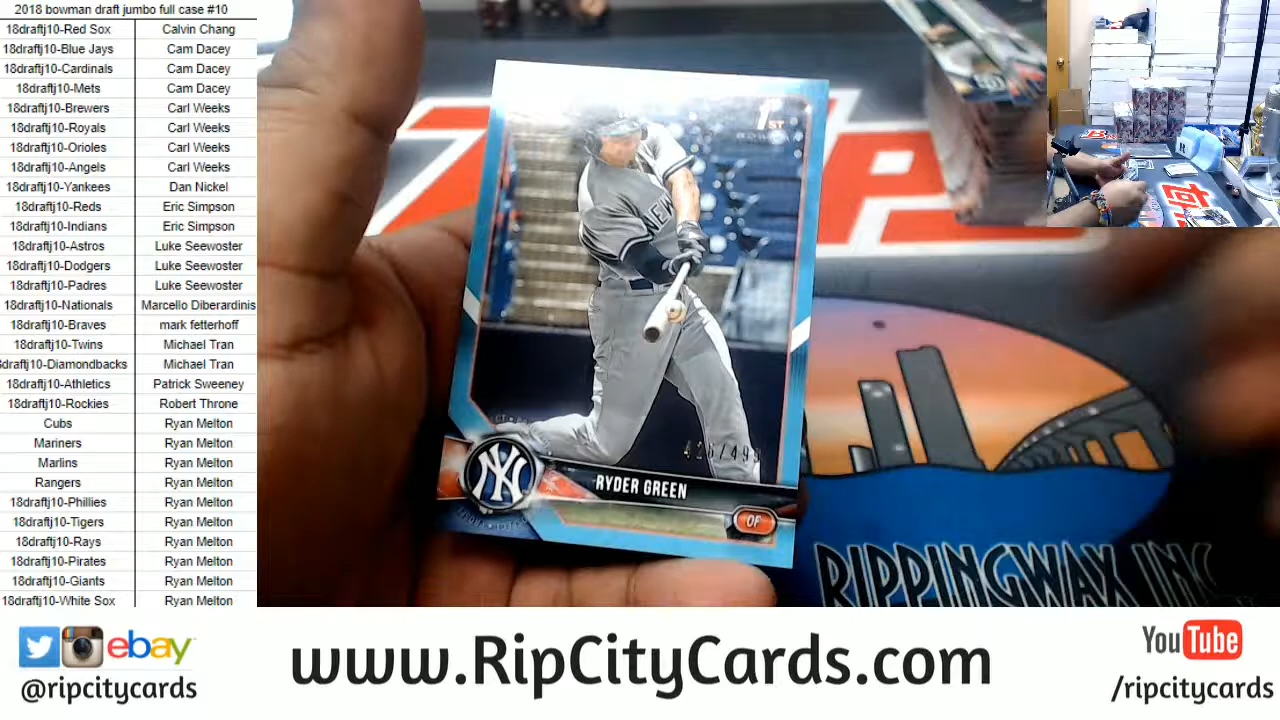 2018 bowman draft jumbo full case #10
18draftj10-Red Sox Calvin Chang
18draftj10-Blue Jays Cam Dacey
18draftj10-Cardinals Cam Dacey
18draftj10-Mets Cam Dacey
18draftj10-Brewers Carl Weeks
18draftj10-Royals Carl Weeks
18draftj10-Orioles Carl Weeks
18draftj10-Angels Carl Weeks
18draftj10-Yankees Dan Nickel
18draftj10-Reds Eric Simpson
18draftj10-Indians Eric Simpson
18draftj10-Astros Luke Seewoster
18draftj10-Dodgers Luke Seewoster
18draftj10-Padres Luke Seewoster
18draftj10-Nationals Marcello Diberardinis
18draftj10-Braves mark fetterhoff
18draftj10-Twins Michael Tran
draftj10-Diamondbacks Michael Tran
18draftj10-Athletics Patrick Sweeney
18draftj10-Rockies Robert Throne
Cubs Ryan Melton
Mariners Ryan Melton
Marlins Ryan Melton
Rangers Ryan Melton
18draftj10-Phillies Ryan Melton
18draftj10-Tigers Ryan Melton
18draftj10-Rays Ryan Melton
18draftj10-Pirates Ryan Melton
18draftj10-Giants Ryan Melton
18draftj10-White Sox Ryan Melton
1ST
NEW
NY
RYDER GREEN
OF
RIPPINGWAX INC
ebay
@ripcitycards
www.RipCityCards.com
YouTube
/ripcitycards